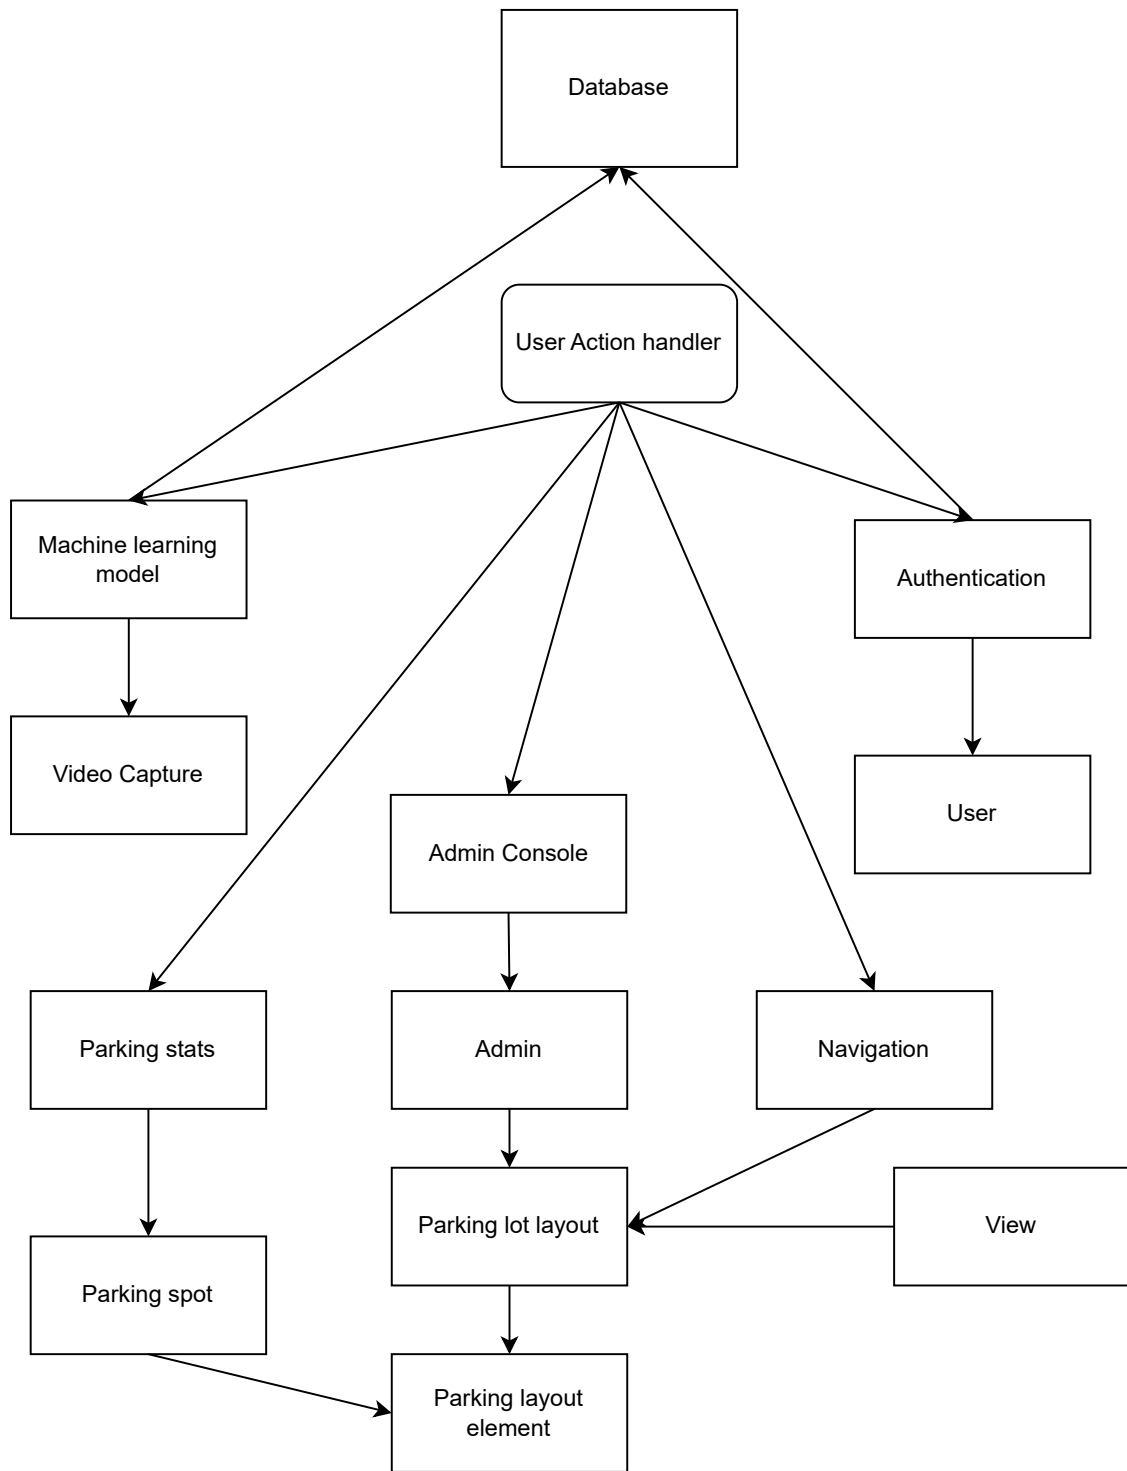 Database
User Action handler
Machine learning
model
Authentication
Video Capture
User
Admin Console
Parking stats
Admin
Navigation
Parking lot layout
View
Parking spot
Parking layout
element